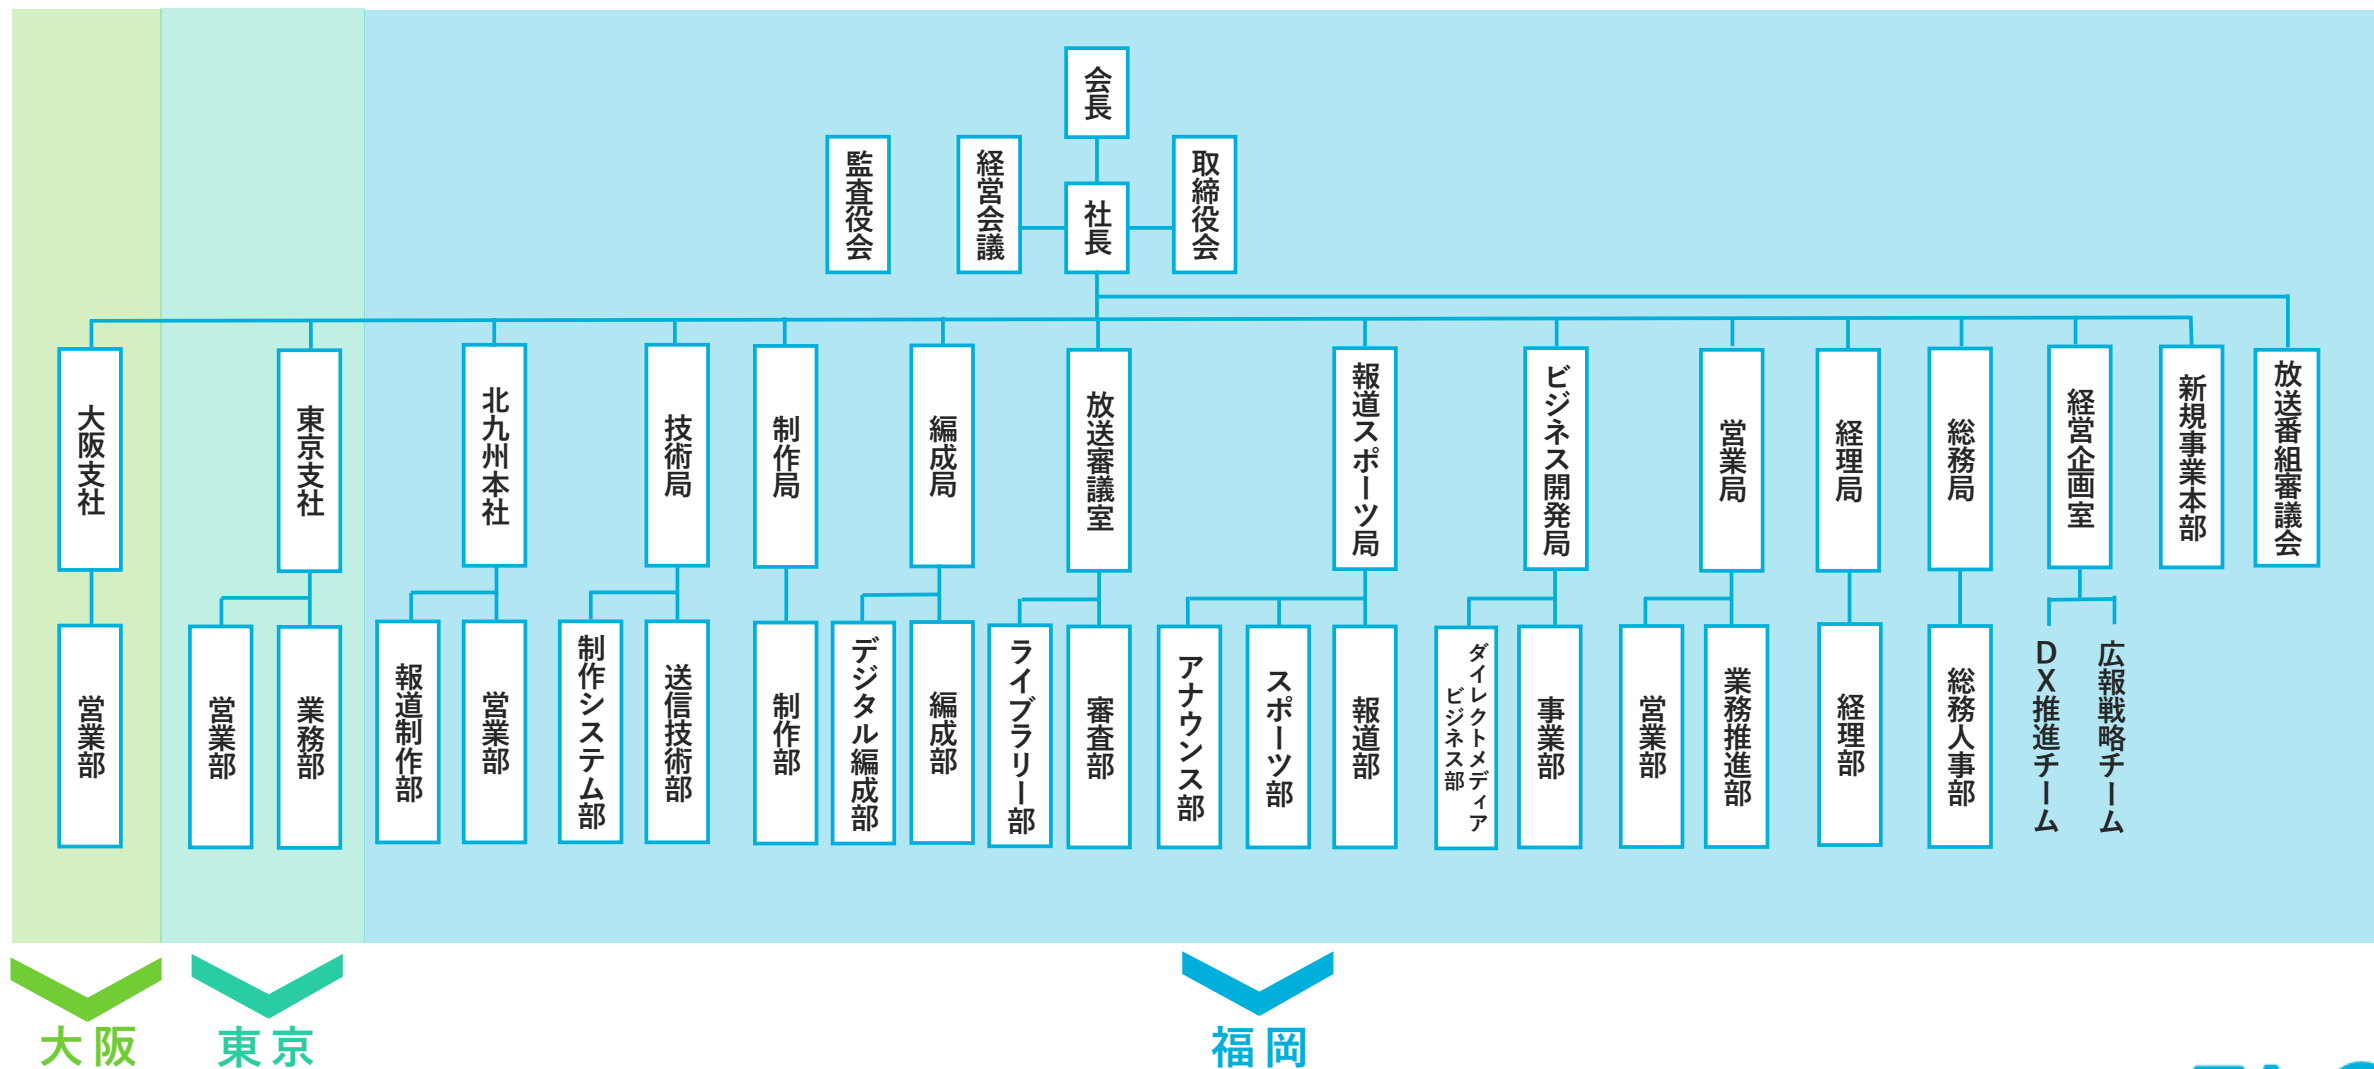 会長
監査役会
経営会議
社長
取締役会
大阪支社
東京支社
北九州本社
技術局
制作局
編成局
放送審議室
報道スポーツ局
ビジネス開発局
営業局
経理局
総務局
経営企画室
新規事業本部
放送番組審議会
営業部
営業部
業務部
報道制作部
営業部
制作システム部
送信技術部
制作部
デジタル編成部
編成部
ライブラリー部
審査部
アナウンス部
スポーツ部
報道部
ダイレクトメディア
ビジネス部
事業部
営業部
業務推進部
経理部
総務人事部
DX推進チーム
広報戦略チーム
大阪
東京
福岡